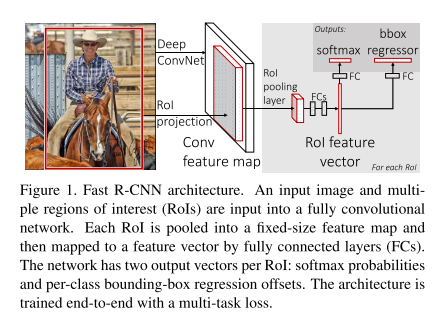 Outputs:
softmax
bbox
regressor
Deep
ConvNet
RoI
pooling
layer
FC
FC
FCs
RoI
projection
Conv
feature map
RoI feature
vector
For each RoI
Figure 1. Fast R-CNN architecture. An input image and multi-
ple regions of interest (RoIs) are input into a fully convolutional
network. Each RoI is pooled into a fixed-size feature map and
then mapped to a feature vector by fully connected layers (FCs).
The network has two output vectors per RoI: softmax probabilities
and per-class bounding-box regression offsets. The architecture is
trained end-to-end with a multi-task loss.